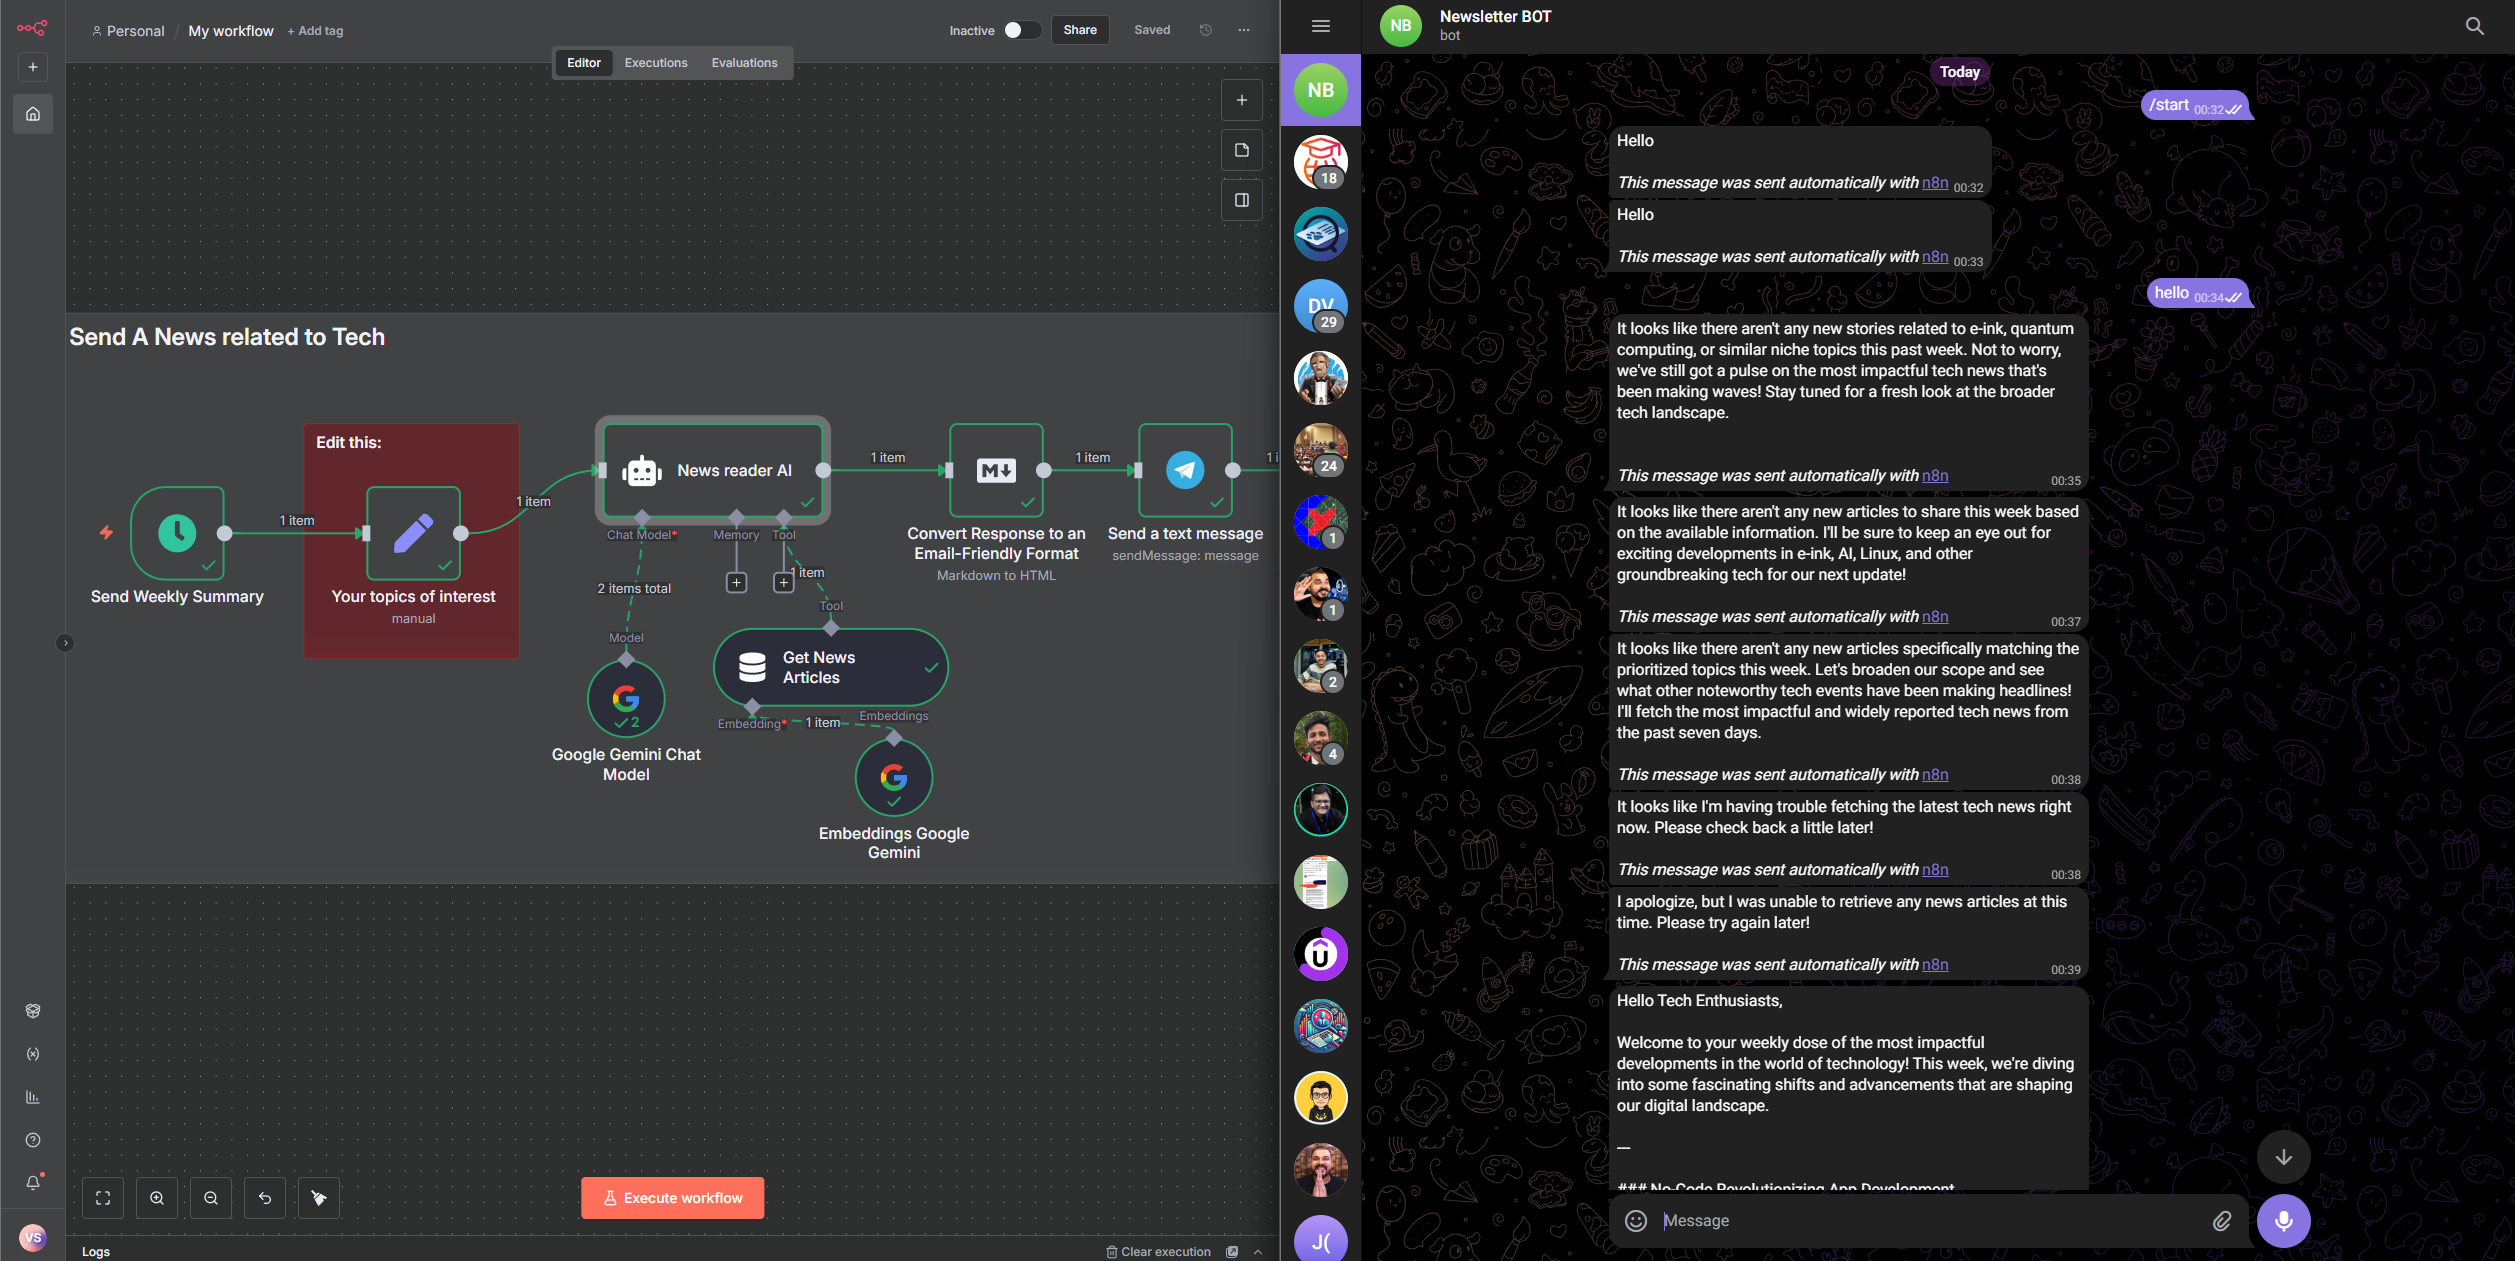 Personal / My workflow + Add tag
Inactive Share Saved
Editor Executions Evaluations
Send A News related to Tech
Edit this:
1 item
Send Weekly Summary
Your topics of interest
manual
1 item
News reader AI
Chat Model*
Memory
Tool
1 item
Convert Response to an
Email-Friendly Format
Markdown to HTML
1 item
Send a text message
sendMessage: message
1 i
2 items total
1 item
Tool
Model
2
Google Gemini Chat
Model
Get News
Articles
Embedding*
1 item
Embeddings
Embeddings Google
Gemini
Execute workflow
VS
Logs
Clear execution
NB
Newsletter BOT
bot
NB
18
DV
29
24
1
1
2
4
J(
Today
/start 00:32
Hello
This message was sent automatically with n8n 00:32
Hello
This message was sent automatically with n8n 00:33
hello 00:34
It looks like there aren't any new stories related to e-ink, quantum
computing, or similar niche topics this past week. Not to worry,
we've still got a pulse on the most impactful tech news that's
been making waves! Stay tuned for a fresh look at the broader
tech landscape.
This message was sent automatically with n8n
00:35
It looks like there aren't any new articles to share this week based
on the available information. I'll be sure to keep an eye out for
exciting developments in e-ink, AI, Linux, and other
groundbreaking tech for our next update!
This message was sent automatically with n8n
00:37
It looks like there aren't any new articles specifically matching the
prioritized topics this week. Let's broaden our scope and see
what other noteworthy tech events have been making headlines!
I'll fetch the most impactful and widely reported tech news from
the past seven days.
This message was sent automatically with n8n
00:38
It looks like I'm having trouble fetching the latest tech news right
now. Please check back a little later!
This message was sent automatically with n8n
00:38
I apologize, but I was unable to retrieve any news articles at this
time. Please try again later!
This message was sent automatically with n8n
00:39
Hello Tech Enthusiasts,
Welcome to your weekly dose of the most impactful
developments in the world of technology! This week, we're diving
into some fascinating shifts and advancements that are shaping
our digital landscape.
---
### No-Code Revolutionizing App Development
Message